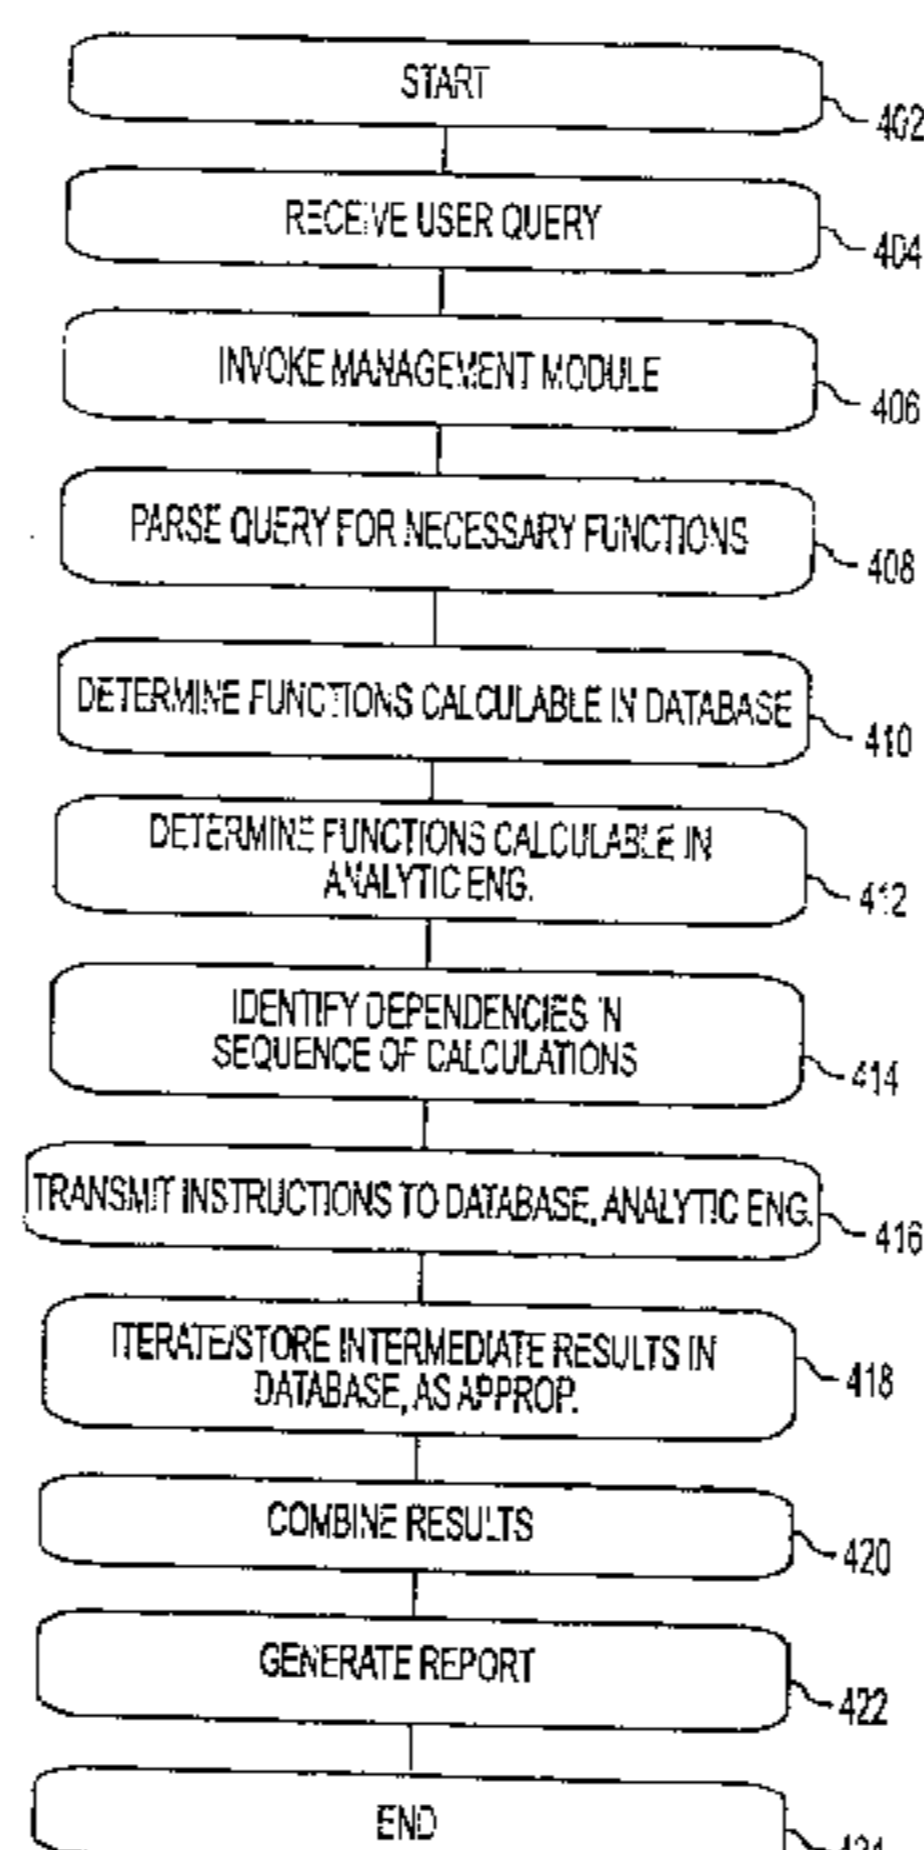 START
402
RECEIVE USER QUERY
404
INVOKE MANAGEMENT MODULE
406
PARSE QUERY FOR NECESSARY FUNCTIONS
408
DETERMINE FUNCTIONS CALCULABLE IN DATABASE
410
DETERMINE FUNCTIONS CALCULABLE IN
ANALYTIC ENG.
412
IDENTIFY DEPENDENCIES IN
SEQUENCE OF CALCULATIONS
414
TRANSMIT INSTRUCTIONS TO DATABASE, ANALYTIC ENG.
416
ITERATE/STORE INTERMEDIATE RESULTS IN
DATABASE, AS APPROP.
418
COMBINE RESULTS
420
GENERATE REPORT
422
END